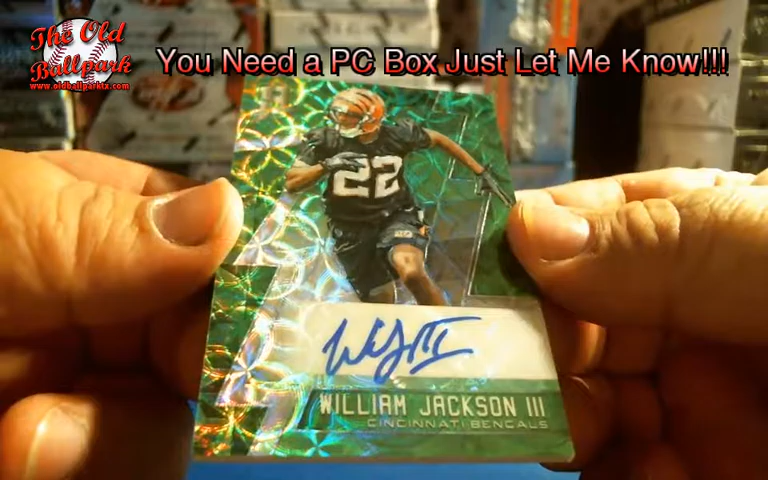 The Old
Ballpark
www.oldballparktx.com
You Need a PC Box Just Let Me Know!!!
22
WILLIAM JACKSON III
CINCINNATI BENGALS